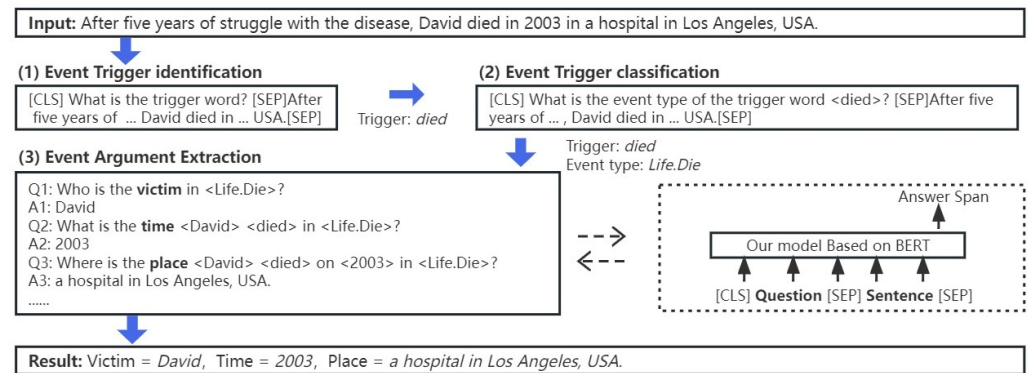 Input: After five years of struggle with the disease, David died in 2003 in a hospital in Los Angeles, USA.
(1) Event Trigger identification
[CLS] What is the trigger word? [SEP]After
five years of ... David died in ... USA.[SEP]
Trigger: died
(2) Event Trigger classification
[CLS] What is the event type of the trigger word <died>? [SEP]After five
years of ... , David died in ... USA.[SEP]
Trigger: died
Event type: Life.Die
(3) Event Argument Extraction
Q1: Who is the victim in <Life.Die>?
A1: David
Q2: What is the time <David> <died> in <Life.Die>?
A2: 2003
Q3: Where is the place <David> <died> on <2003> in <Life.Die>?
A3: a hospital in Los Angeles, USA.
......
Answer Span
Our model Based on BERT
[CLS] Question [SEP] Sentence [SEP]
Result: Victim = David, Time = 2003, Place = a hospital in Los Angeles, USA.